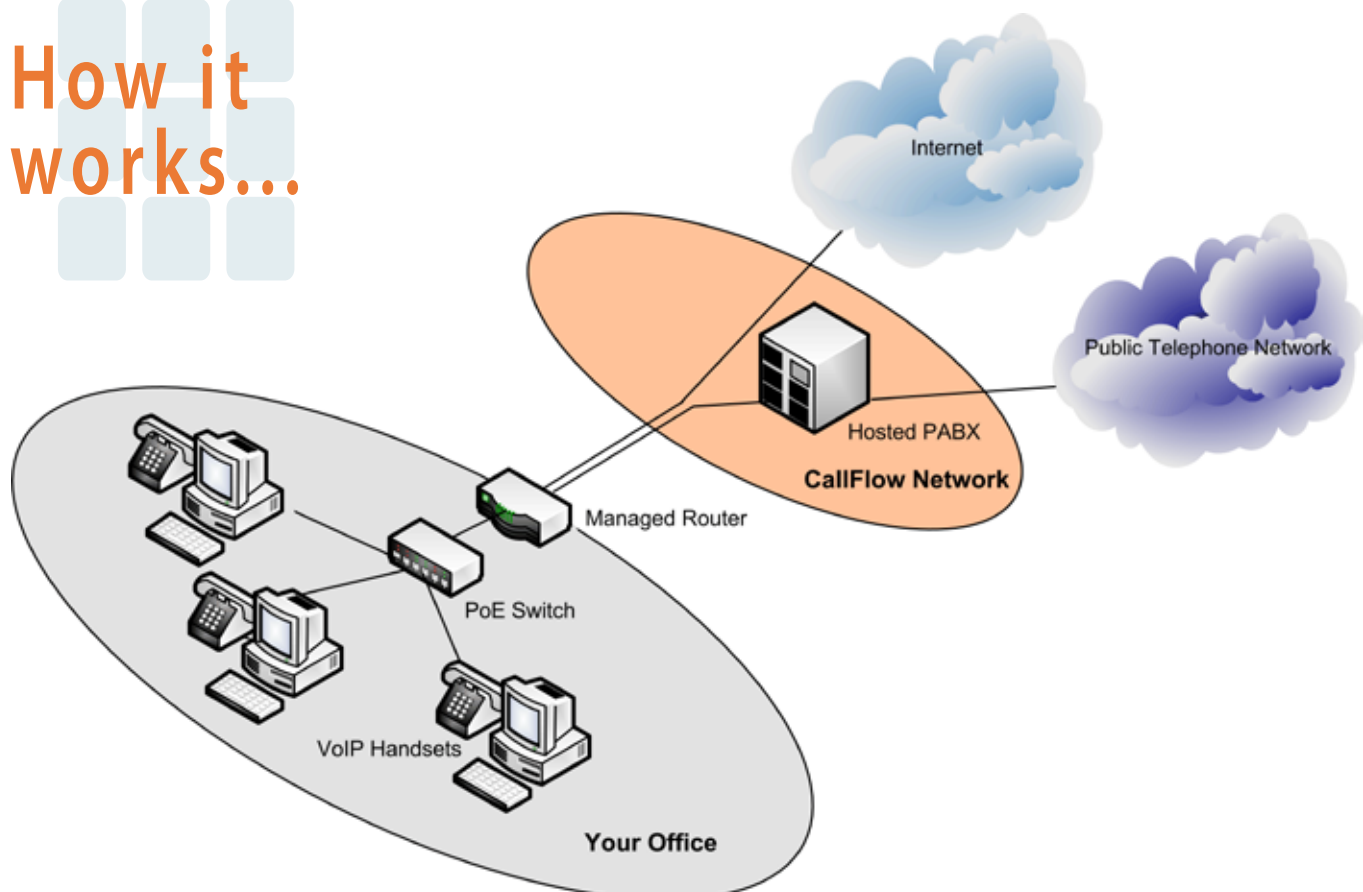 How it
works...
Internet
Public Telephone Network
Hosted PABX
CallFlow Network
Managed Router
PoE Switch
VoIP Handsets
Your Office